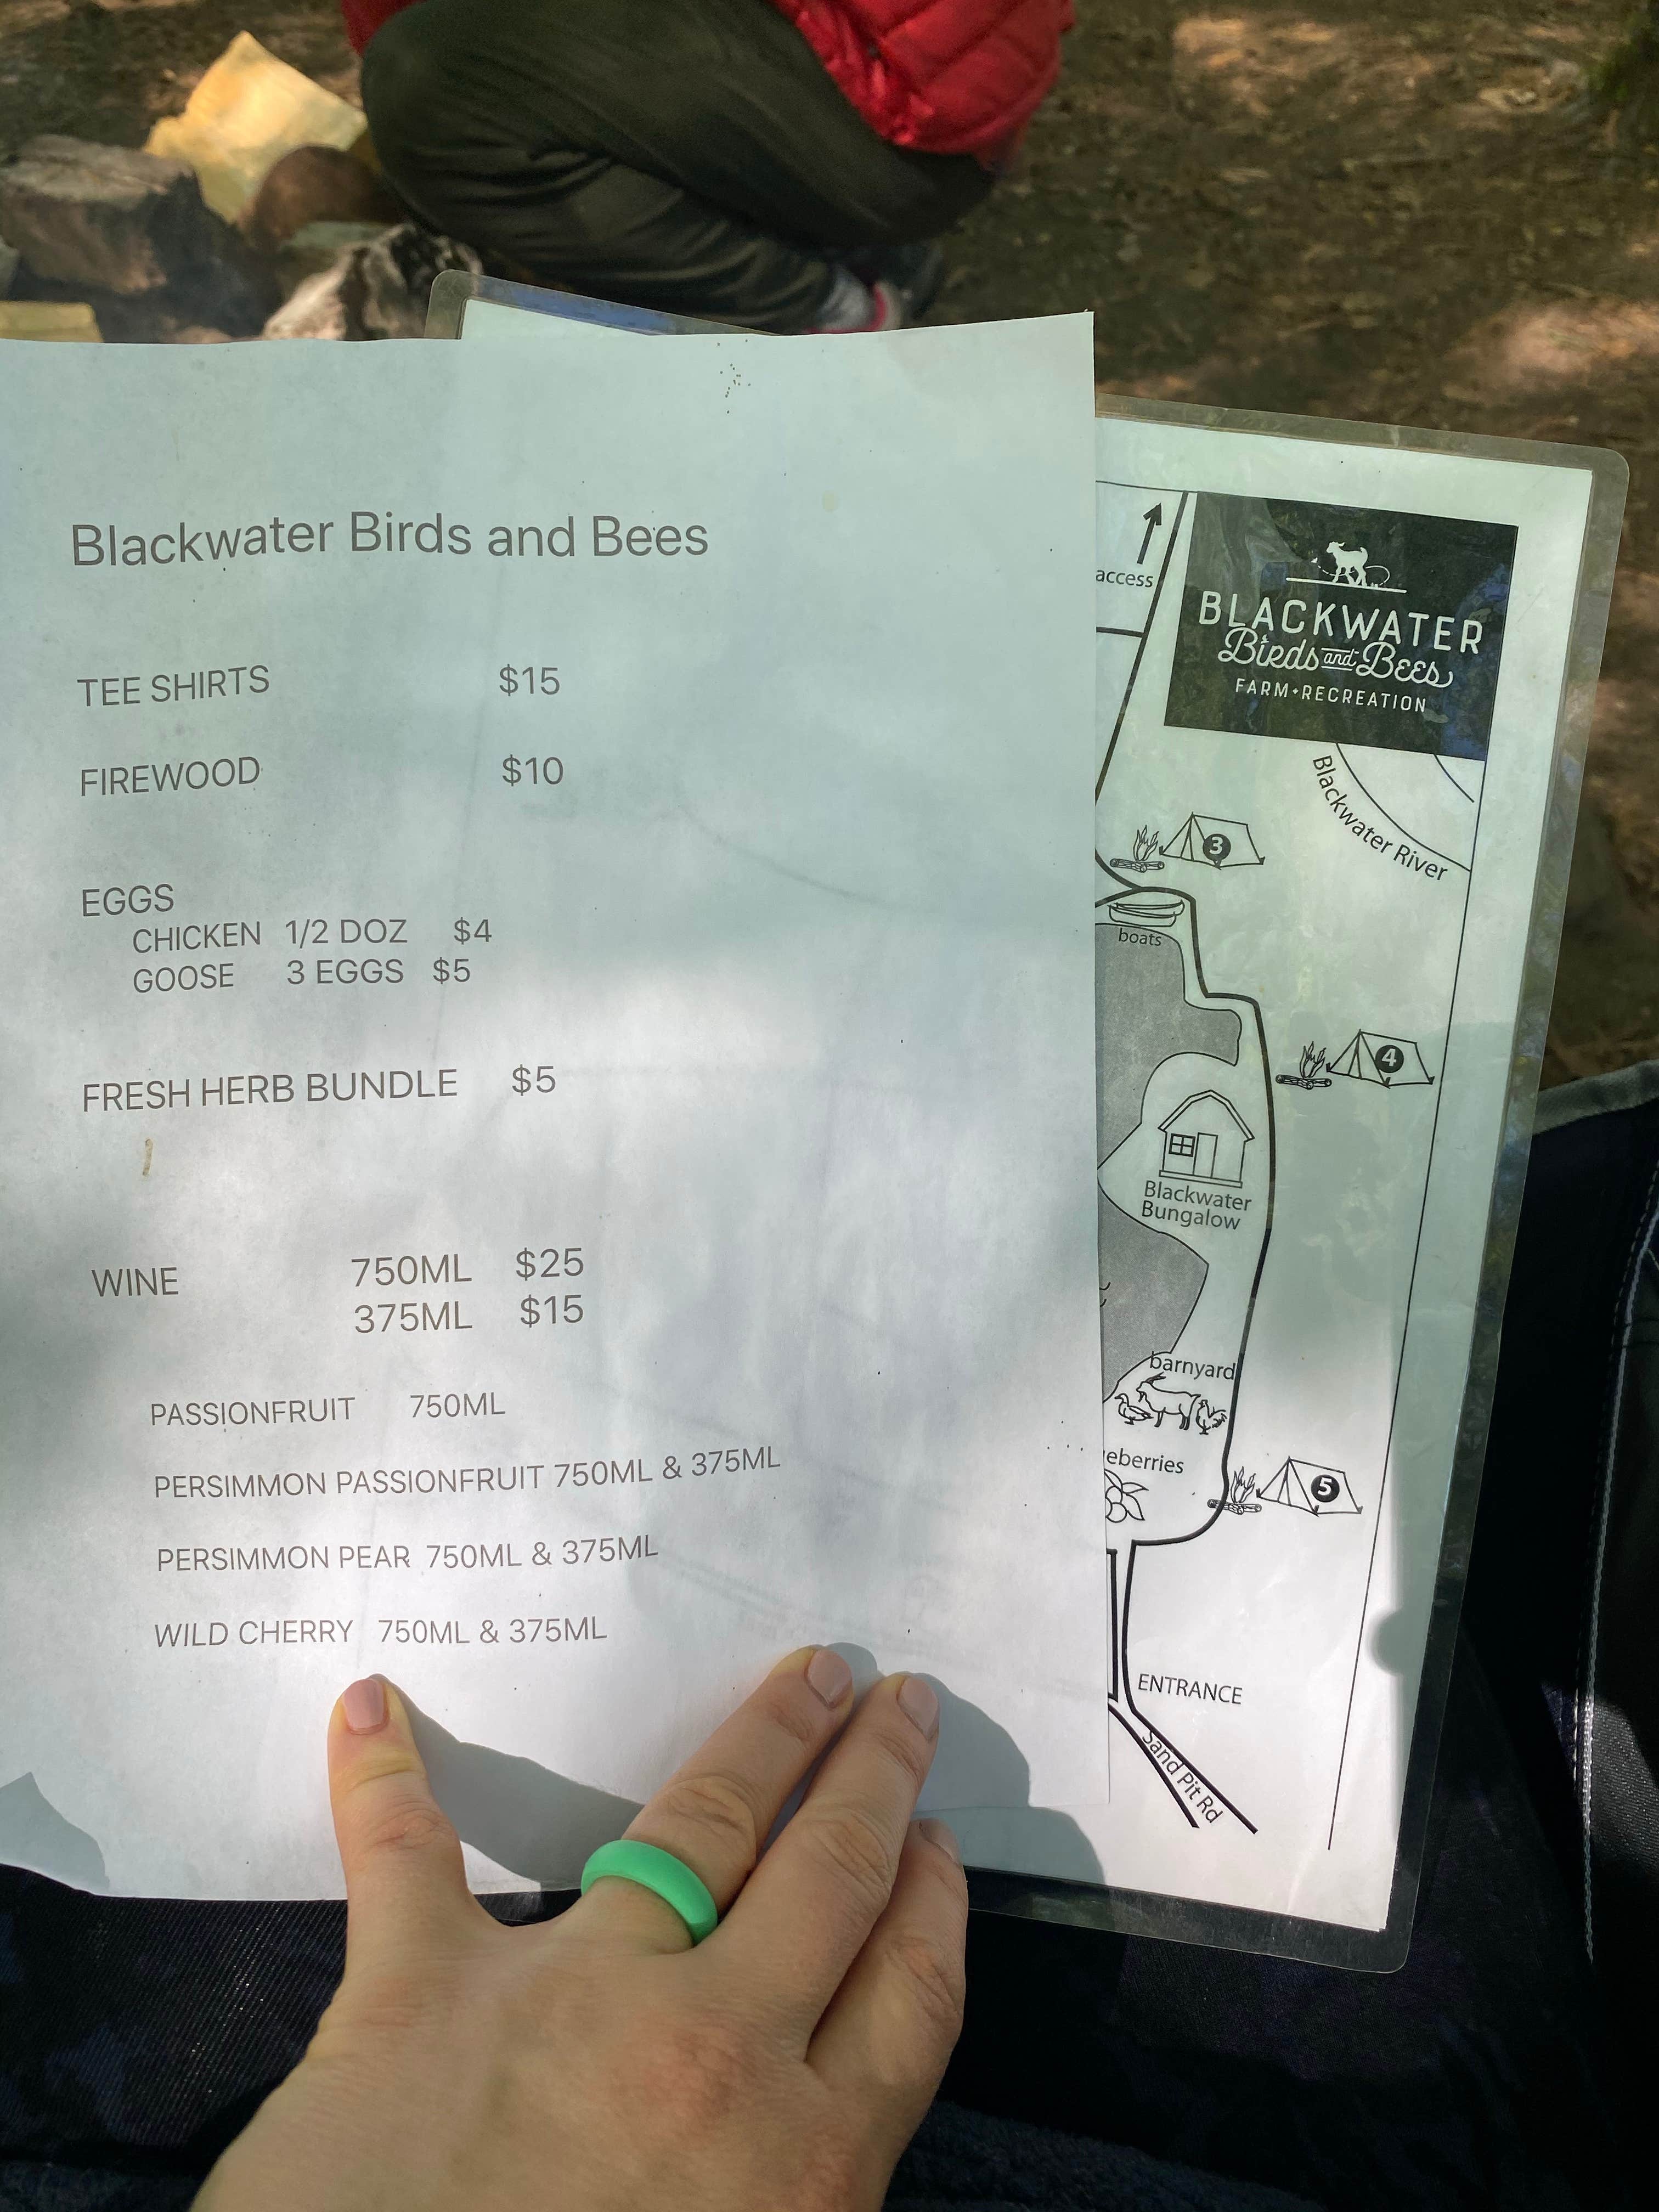 Blackwater Birds and Bees
TEE SHIRTS $15
FIREWOOD $10
EGGS
CHICKEN 1/2 DOZ $4
GOOSE 3 EGGS $5
FRESH HERB BUNDLE $5
WINE 750ML $25
375ML $15
PASSIONFRUIT 750ML
PERSIMMON PASSIONFRUIT 750ML & 375ML
PERSIMMON PEAR 750ML & 375ML
WILD CHERRY 750ML & 375ML
access
BLACKWATER
Birds and Bees
FARM•RECREATION
Blackwater River
3
boats
4
Blackwater
Bungalow
barnyard
eberries
5
ENTRANCE
Sand Pit Rd